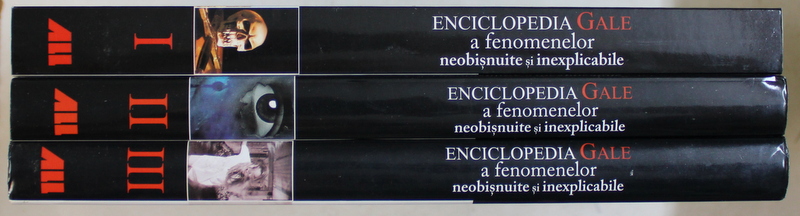 ALL
I
ENCICLOPEDIA GALE
a fenomenelor
neobișnuite și inexplicabile
ALL
II
ENCICLOPEDIA GALE
a fenomenelor
neobișnuite și inexplicabile
ALL
III
ENCICLOPEDIA GALE
a fenomenelor
neobișnuite și inexplicabile